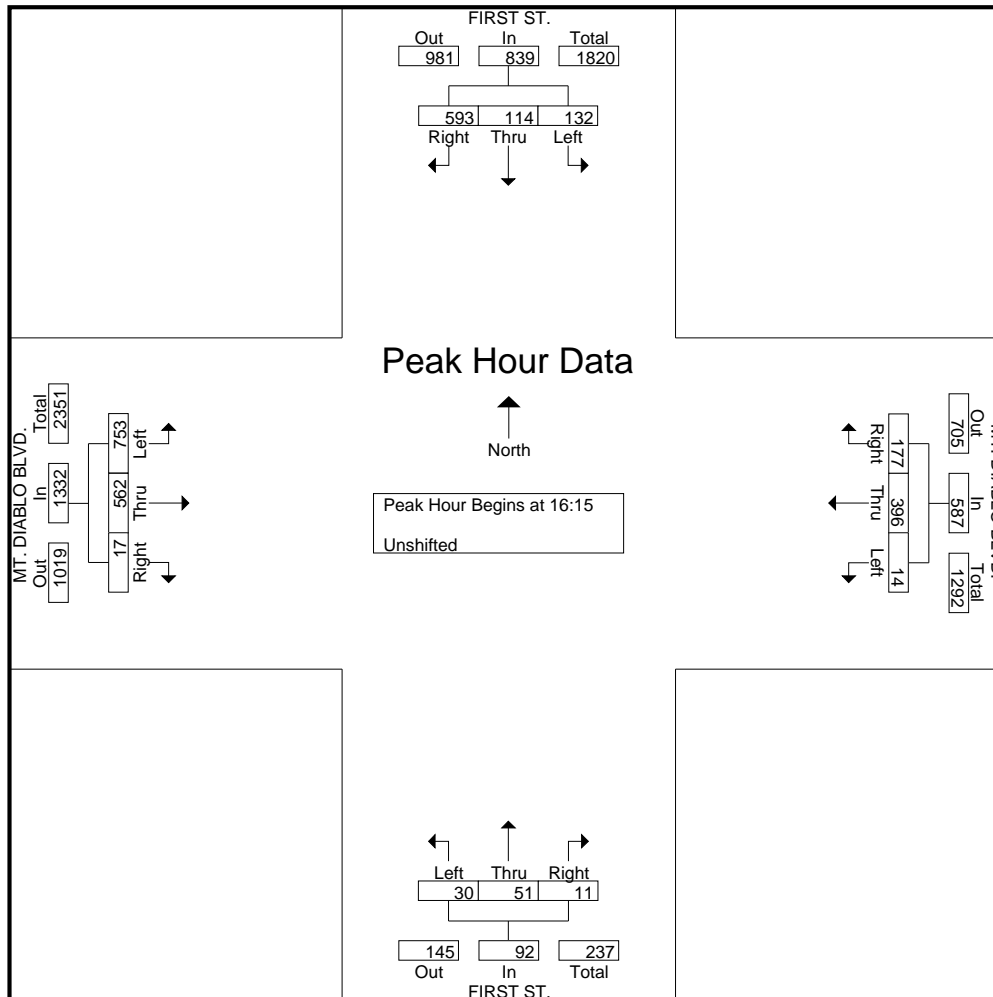 FIRST ST.
Out In Total
981 839 1820
593 114 132
Right Thru Left
Peak Hour Data
North
Peak Hour Begins at 16:15
Unshifted
MT. DIABLO BLVD.
Out In Total
1019 1332 2351
Right Thru Left
17 562 753
Out In Total
705 587 1292
177 396 14
Right Thru Left
Left Thru Right
30 51 11
145 92 237
Out In Total
FIRST ST.